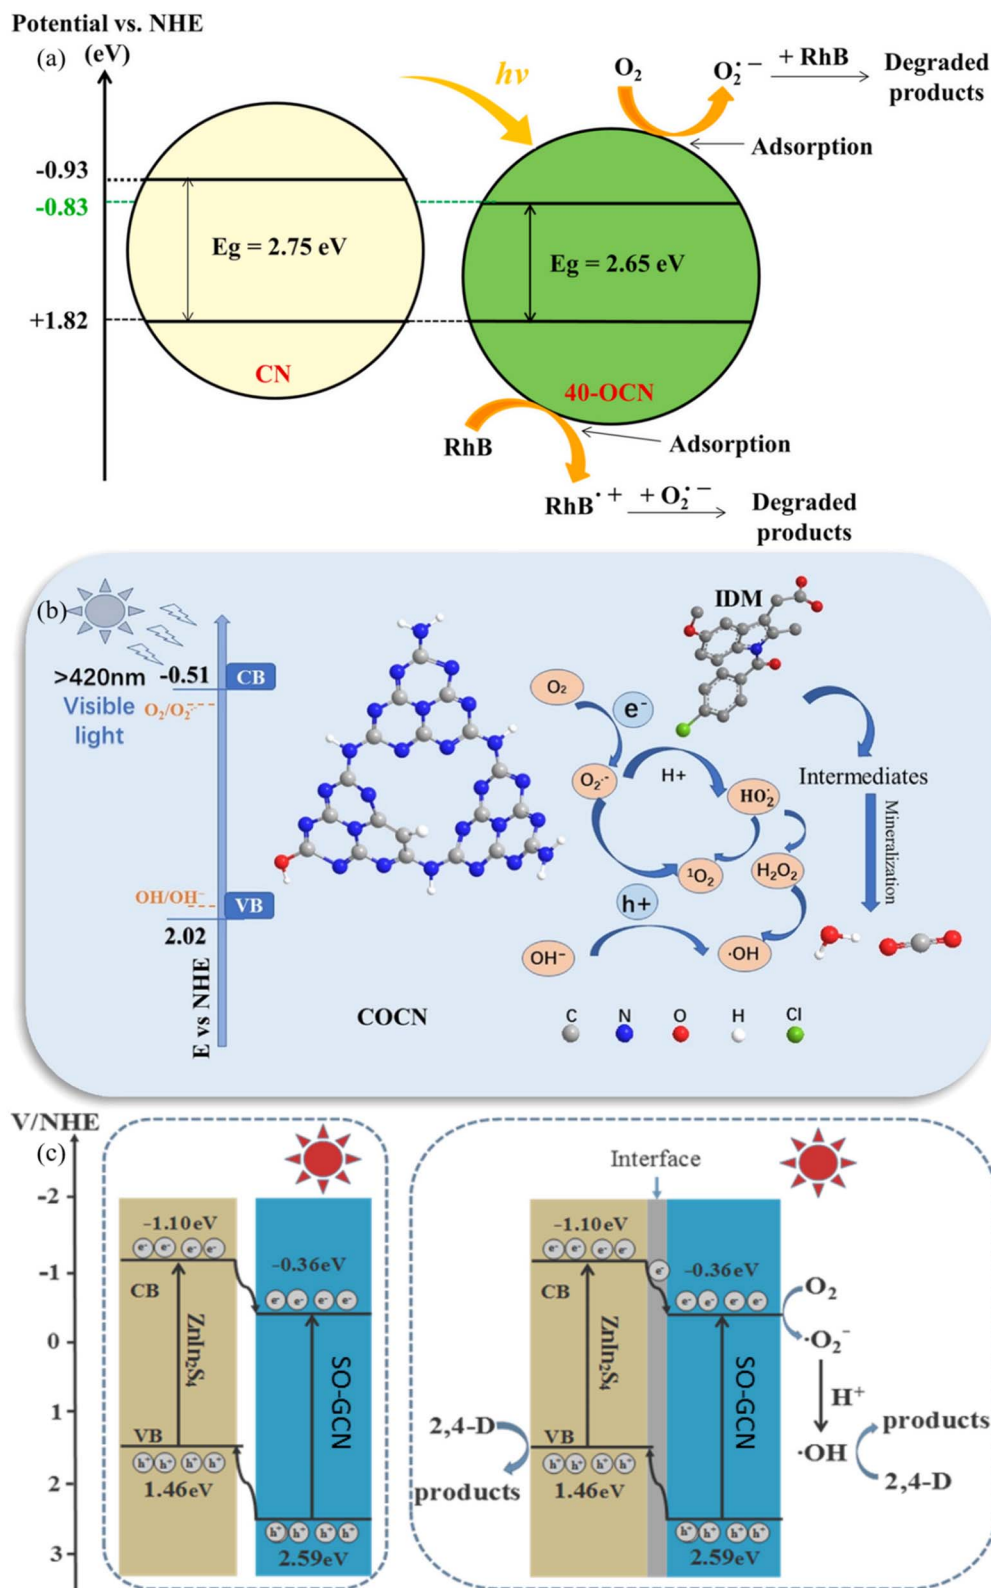 Potential vs. NHE
(a) (eV)
hν
O₂ O₂·⁻ + RhB Degraded products
Adsorption
-0.93
-0.83
+1.82
Eg = 2.75 eV
Eg = 2.65 eV
CN
40-OCN
RhB
Adsorption
RhB·+ + O₂·⁻ Degraded products
(b)
>420nm
Visible
light
-0.51 CB
O₂/O₂·⁻
OH/OH⁻
VB
2.02
E vs NHE
COCN
IDM
O₂
e⁻
O₂·⁻
H+
HO₂·
¹O₂
H₂O₂
h+
OH⁻
·OH
Intermediates
Mineralization
C N O H Cl
V/NHE
(c)
-2
-1
0
1
2
3
−1.10eV
e⁻ e⁻ e⁻ e⁻
CB
ZnIn₂S₄
VB
h⁺ h⁺ h⁺ h⁺
1.46eV
−0.36eV
e⁻ e⁻ e⁻ e⁻
SO-GCN
h⁺ h⁺ h⁺ h⁺
2.59eV
Interface
−1.10eV
e⁻ e⁻ e⁻ e⁻
e⁻
CB
ZnIn₂S₄
VB
h⁺ h⁺ h⁺ h⁺
1.46eV
−0.36eV
e⁻ e⁻ e⁻ e⁻
SO-GCN
h⁺ h⁺ h⁺ h⁺
2.59eV
2,4-D
products
O₂
·O₂⁻
H⁺
·OH
products
2,4-D